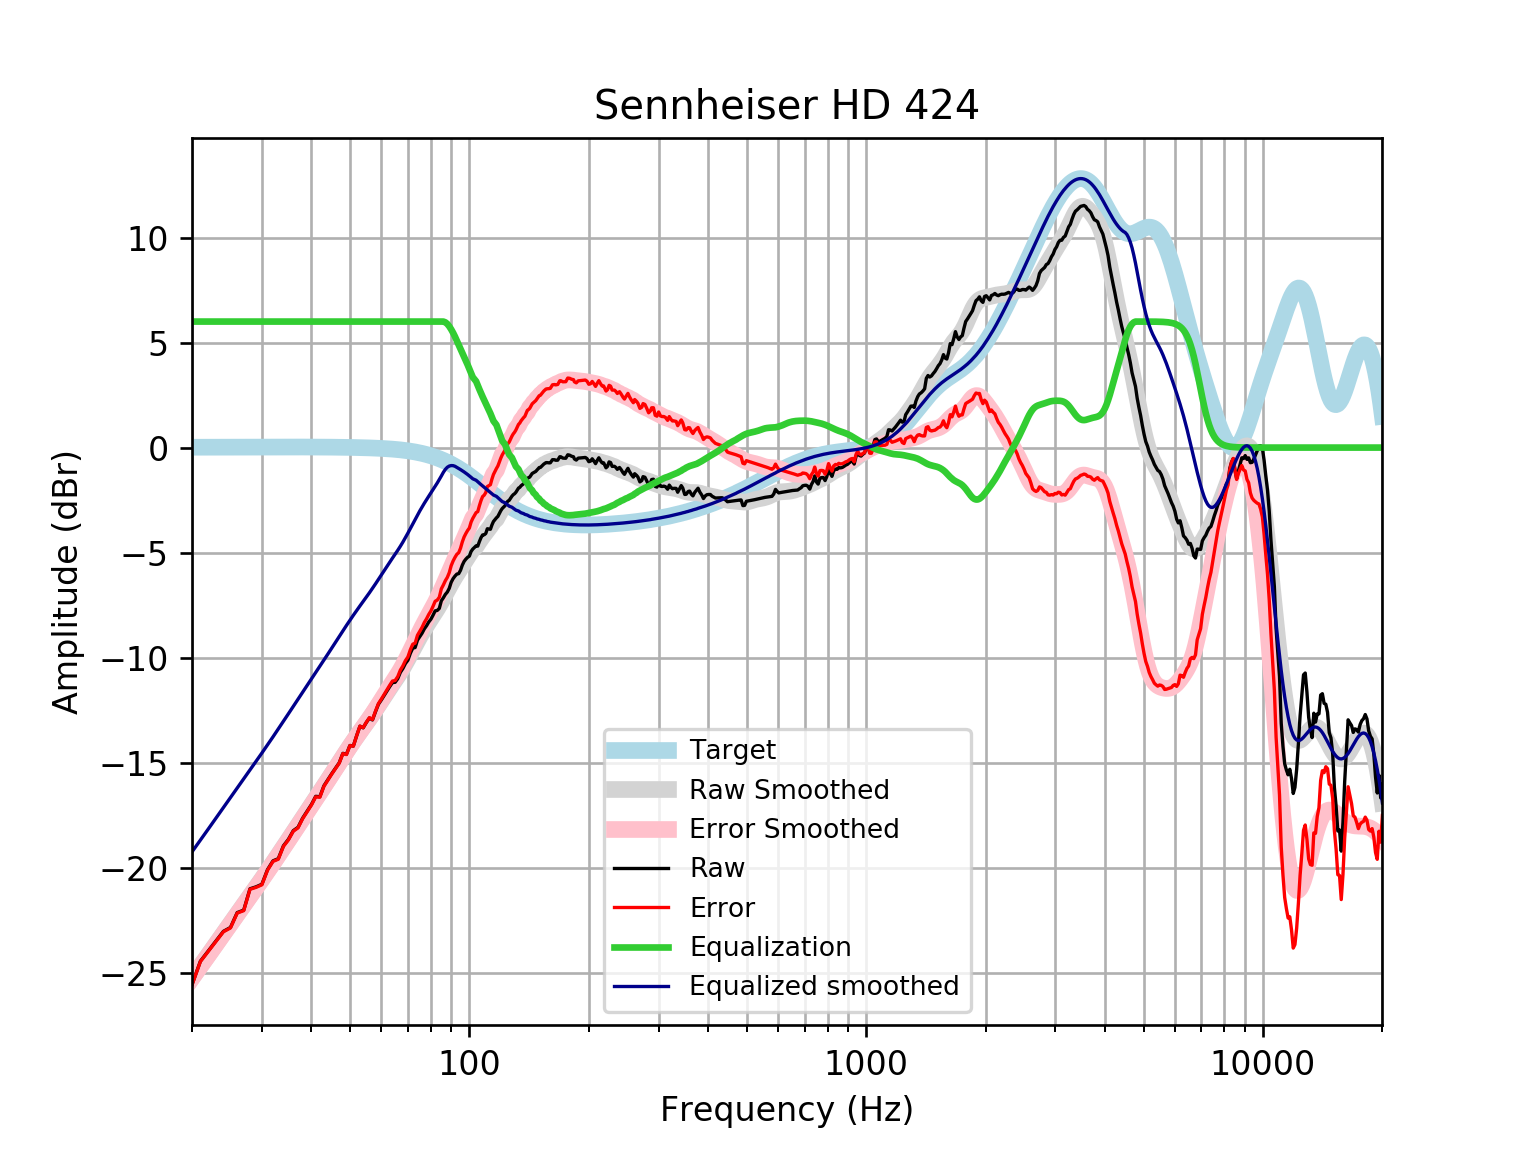 Sennheiser HD 424
Amplitude (dBr)
10
5
0
−5
−10
−15
−20
−25
Target
Raw Smoothed
Error Smoothed
Raw
Error
Equalization
Equalized smoothed
100 1000 10000
Frequency (Hz)